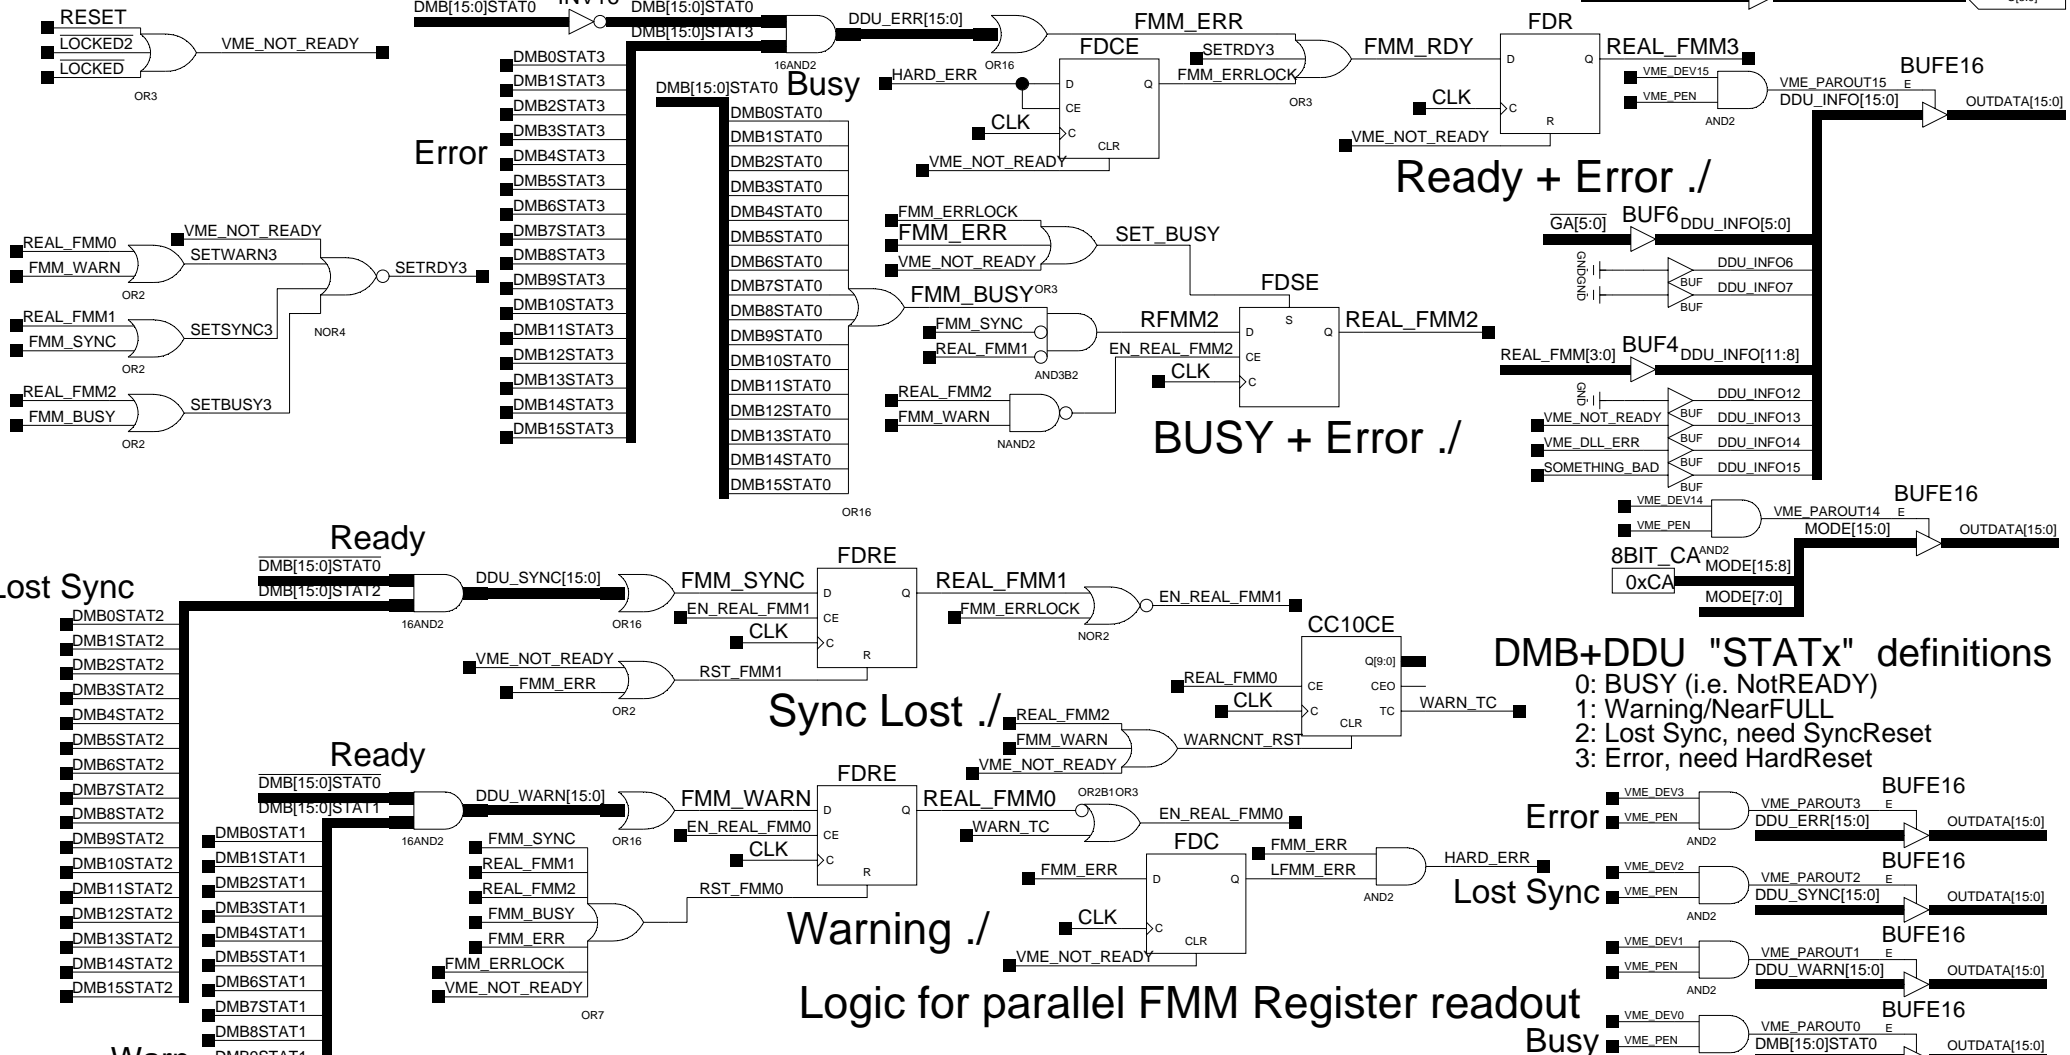 RESET
LOCKED2
LOCKED
VME_NOT_READY
OR3
DMB[15:0]STAT0
DMB[15:0]STAT0
DMB[15:0]STAT3
16AND2
DDU_ERR[15:0]
OR16
FMM_ERR
FDCE
HARD_ERR
D
Q
CE
CLK
C
CLR
VME_NOT_READY
SETRDY3
FMM_ERRLOCK
OR3
FMM_RDY
FDR
D
Q
CLK
C
R
VME_NOT_READY
REAL_FMM3
Ready + Error ./
VME_DEV15
VME_PEN
AND2
VME_PAROUT15
E
BUFE16
DDU_INFO[15:0]
OUTDATA[15:0]
Error
DMB0STAT3
DMB1STAT3
DMB2STAT3
DMB3STAT3
DMB4STAT3
DMB5STAT3
DMB6STAT3
DMB7STAT3
DMB8STAT3
DMB9STAT3
DMB10STAT3
DMB11STAT3
DMB12STAT3
DMB13STAT3
DMB14STAT3
DMB15STAT3
DMB[15:0]STAT0
Busy
DMB0STAT0
DMB1STAT0
DMB2STAT0
DMB3STAT0
DMB4STAT0
DMB5STAT0
DMB6STAT0
DMB7STAT0
DMB8STAT0
DMB9STAT0
DMB10STAT0
DMB11STAT0
DMB12STAT0
DMB13STAT0
DMB14STAT0
DMB15STAT0
OR16
REAL_FMM0
FMM_WARN
OR2
SETWARN3
VME_NOT_READY
REAL_FMM1
FMM_SYNC
OR2
SETSYNC3
REAL_FMM2
FMM_BUSY
OR2
SETBUSY3
NOR4
SETRDY3
FMM_ERRLOCK
FMM_ERR
VME_NOT_READY
OR3
SET_BUSY
FMM_BUSY
FMM_SYNC
REAL_FMM1
AND3B2
RFMM2
EN_REAL_FMM2
REAL_FMM2
FMM_WARN
NAND2
CLK
FDSE
S
D
Q
CE
C
REAL_FMM2
BUSY + Error ./
GA[5:0]
BUF6
DDU_INFO[5:0]
GND
GND
DDU_INFO6
BUF
DDU_INFO7
BUF
REAL_FMM[3:0]
BUF4
DDU_INFO[11:8]
GND
DDU_INFO12
BUF
VME_NOT_READY
DDU_INFO13
BUF
VME_DLL_ERR
DDU_INFO14
BUF
SOMETHING_BAD
DDU_INFO15
BUF
VME_DEV14
VME_PEN
AND2
VME_PAROUT14
E
BUFE16
MODE[15:0]
OUTDATA[15:0]
8BIT_CA
0xCA
MODE[15:8]
MODE[7:0]
Ready
Lost Sync
DMB[15:0]STAT0
DMB[15:0]STAT2
16AND2
DDU_SYNC[15:0]
OR16
FMM_SYNC
EN_REAL_FMM1
CLK
FDRE
D
Q
CE
C
R
VME_NOT_READY
FMM_ERR
OR2
RST_FMM1
REAL_FMM1
FMM_ERRLOCK
NOR2
EN_REAL_FMM1
Sync Lost ./
DMB0STAT2
DMB1STAT2
DMB2STAT2
DMB3STAT2
DMB4STAT2
DMB5STAT2
DMB6STAT2
DMB7STAT2
DMB8STAT2
DMB9STAT2
DMB10STAT2
DMB11STAT2
DMB12STAT2
DMB13STAT2
DMB14STAT2
DMB15STAT2
CC10CE
Q[9:0]
REAL_FMM0
CE
CEO
CLK
C
TC
CLR
WARN_TC
REAL_FMM2
FMM_WARN
VME_NOT_READY
OR3
WARNCNT_RST
DMB+DDU "STATx" definitions
0: BUSY (i.e. NotREADY)
1: Warning/NearFULL
2: Lost Sync, need SyncReset
3: Error, need HardReset
Ready
DMB[15:0]STAT0
DMB[15:0]STAT1
16AND2
DDU_WARN[15:0]
OR16
FMM_WARN
EN_REAL_FMM0
CLK
FDRE
D
Q
CE
C
R
REAL_FMM0
WARN_TC
OR2B1
EN_REAL_FMM0
DMB0STAT1
DMB1STAT1
DMB2STAT1
DMB3STAT1
DMB4STAT1
DMB5STAT1
DMB6STAT1
DMB7STAT1
DMB8STAT1
FMM_SYNC
REAL_FMM1
REAL_FMM2
FMM_BUSY
FMM_ERR
FMM_ERRLOCK
VME_NOT_READY
OR7
RST_FMM0
Warning ./
FDC
FMM_ERR
D
Q
CLK
C
CLR
VME_NOT_READY
FMM_ERR
LFMM_ERR
AND2
HARD_ERR
Logic for parallel FMM Register readout
Error
VME_DEV3
VME_PEN
AND2
VME_PAROUT3
E
BUFE16
DDU_ERR[15:0]
OUTDATA[15:0]
Lost Sync
VME_DEV2
VME_PEN
AND2
VME_PAROUT2
E
BUFE16
DDU_SYNC[15:0]
OUTDATA[15:0]
VME_DEV1
VME_PEN
AND2
VME_PAROUT1
E
BUFE16
DDU_WARN[15:0]
OUTDATA[15:0]
Busy
VME_DEV0
VME_PEN
VME_PAROUT0
E
BUFE16
DMB[15:0]STAT0
OUTDATA[15:0]